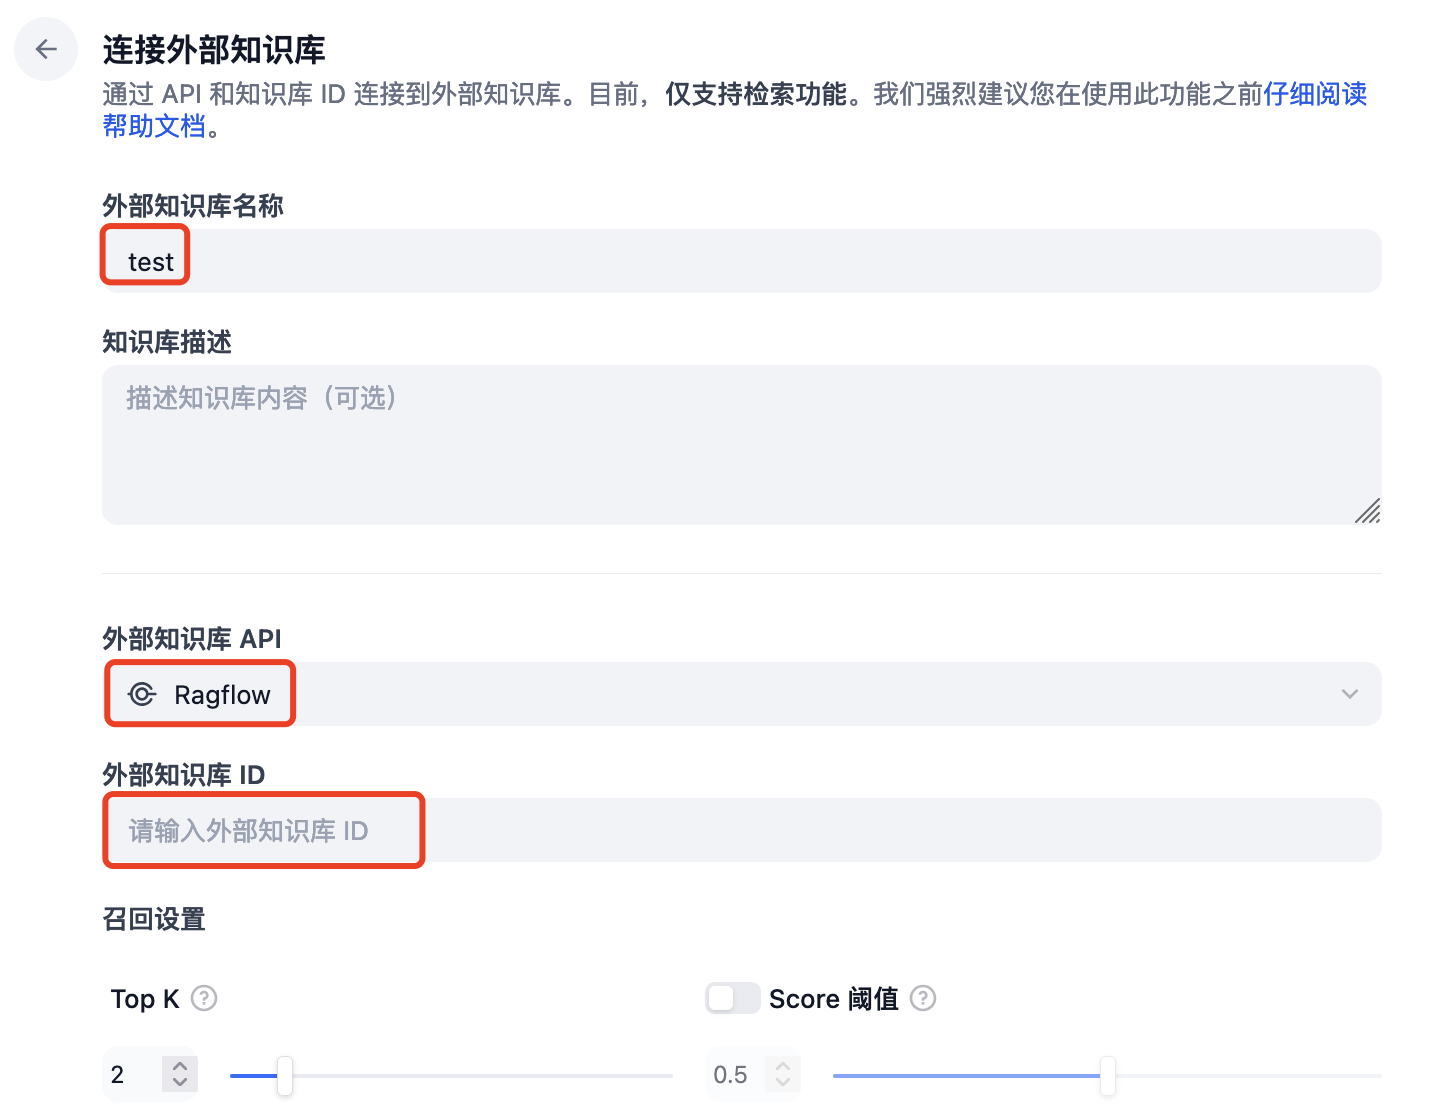 连接外部知识库
通过 API 和知识库 ID 连接到外部知识库。目前，仅支持检索功能。我们强烈建议您在使用此功能之前仔细阅读
帮助文档。
外部知识库名称
test
知识库描述
描述知识库内容（可选）
外部知识库 API
Ragflow
外部知识库 ID
请输入外部知识库 ID
召回设置
Top K ?
Score 阈值 ?
2
0.5